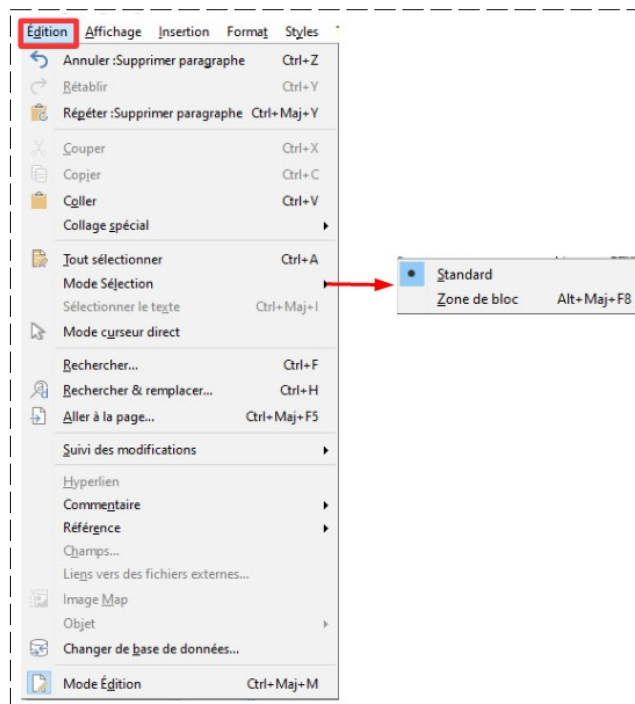 Édition Affichage Insertion Format Styles
Annuler :Supprimer paragraphe Ctrl+Z
Rétablir Ctrl+Y
Répéter :Supprimer paragraphe Ctrl+Maj+Y
Couper Ctrl+X
Copier Ctrl+C
Coller Ctrl+V
Collage spécial
Tout sélectionner Ctrl+A
Mode Sélection
Sélectionner le texte Ctrl+Maj+I
Mode curseur direct
Rechercher... Ctrl+F
Rechercher & remplacer... Ctrl+H
Aller à la page... Ctrl+Maj+F5
Suivi des modifications
Hyperlien
Commentaire
Référence
Champs...
Liens vers des fichiers externes...
Image Map
Objet
Changer de base de données...
Mode Édition Ctrl+Maj+M
Standard
Zone de bloc Alt+Maj+F8